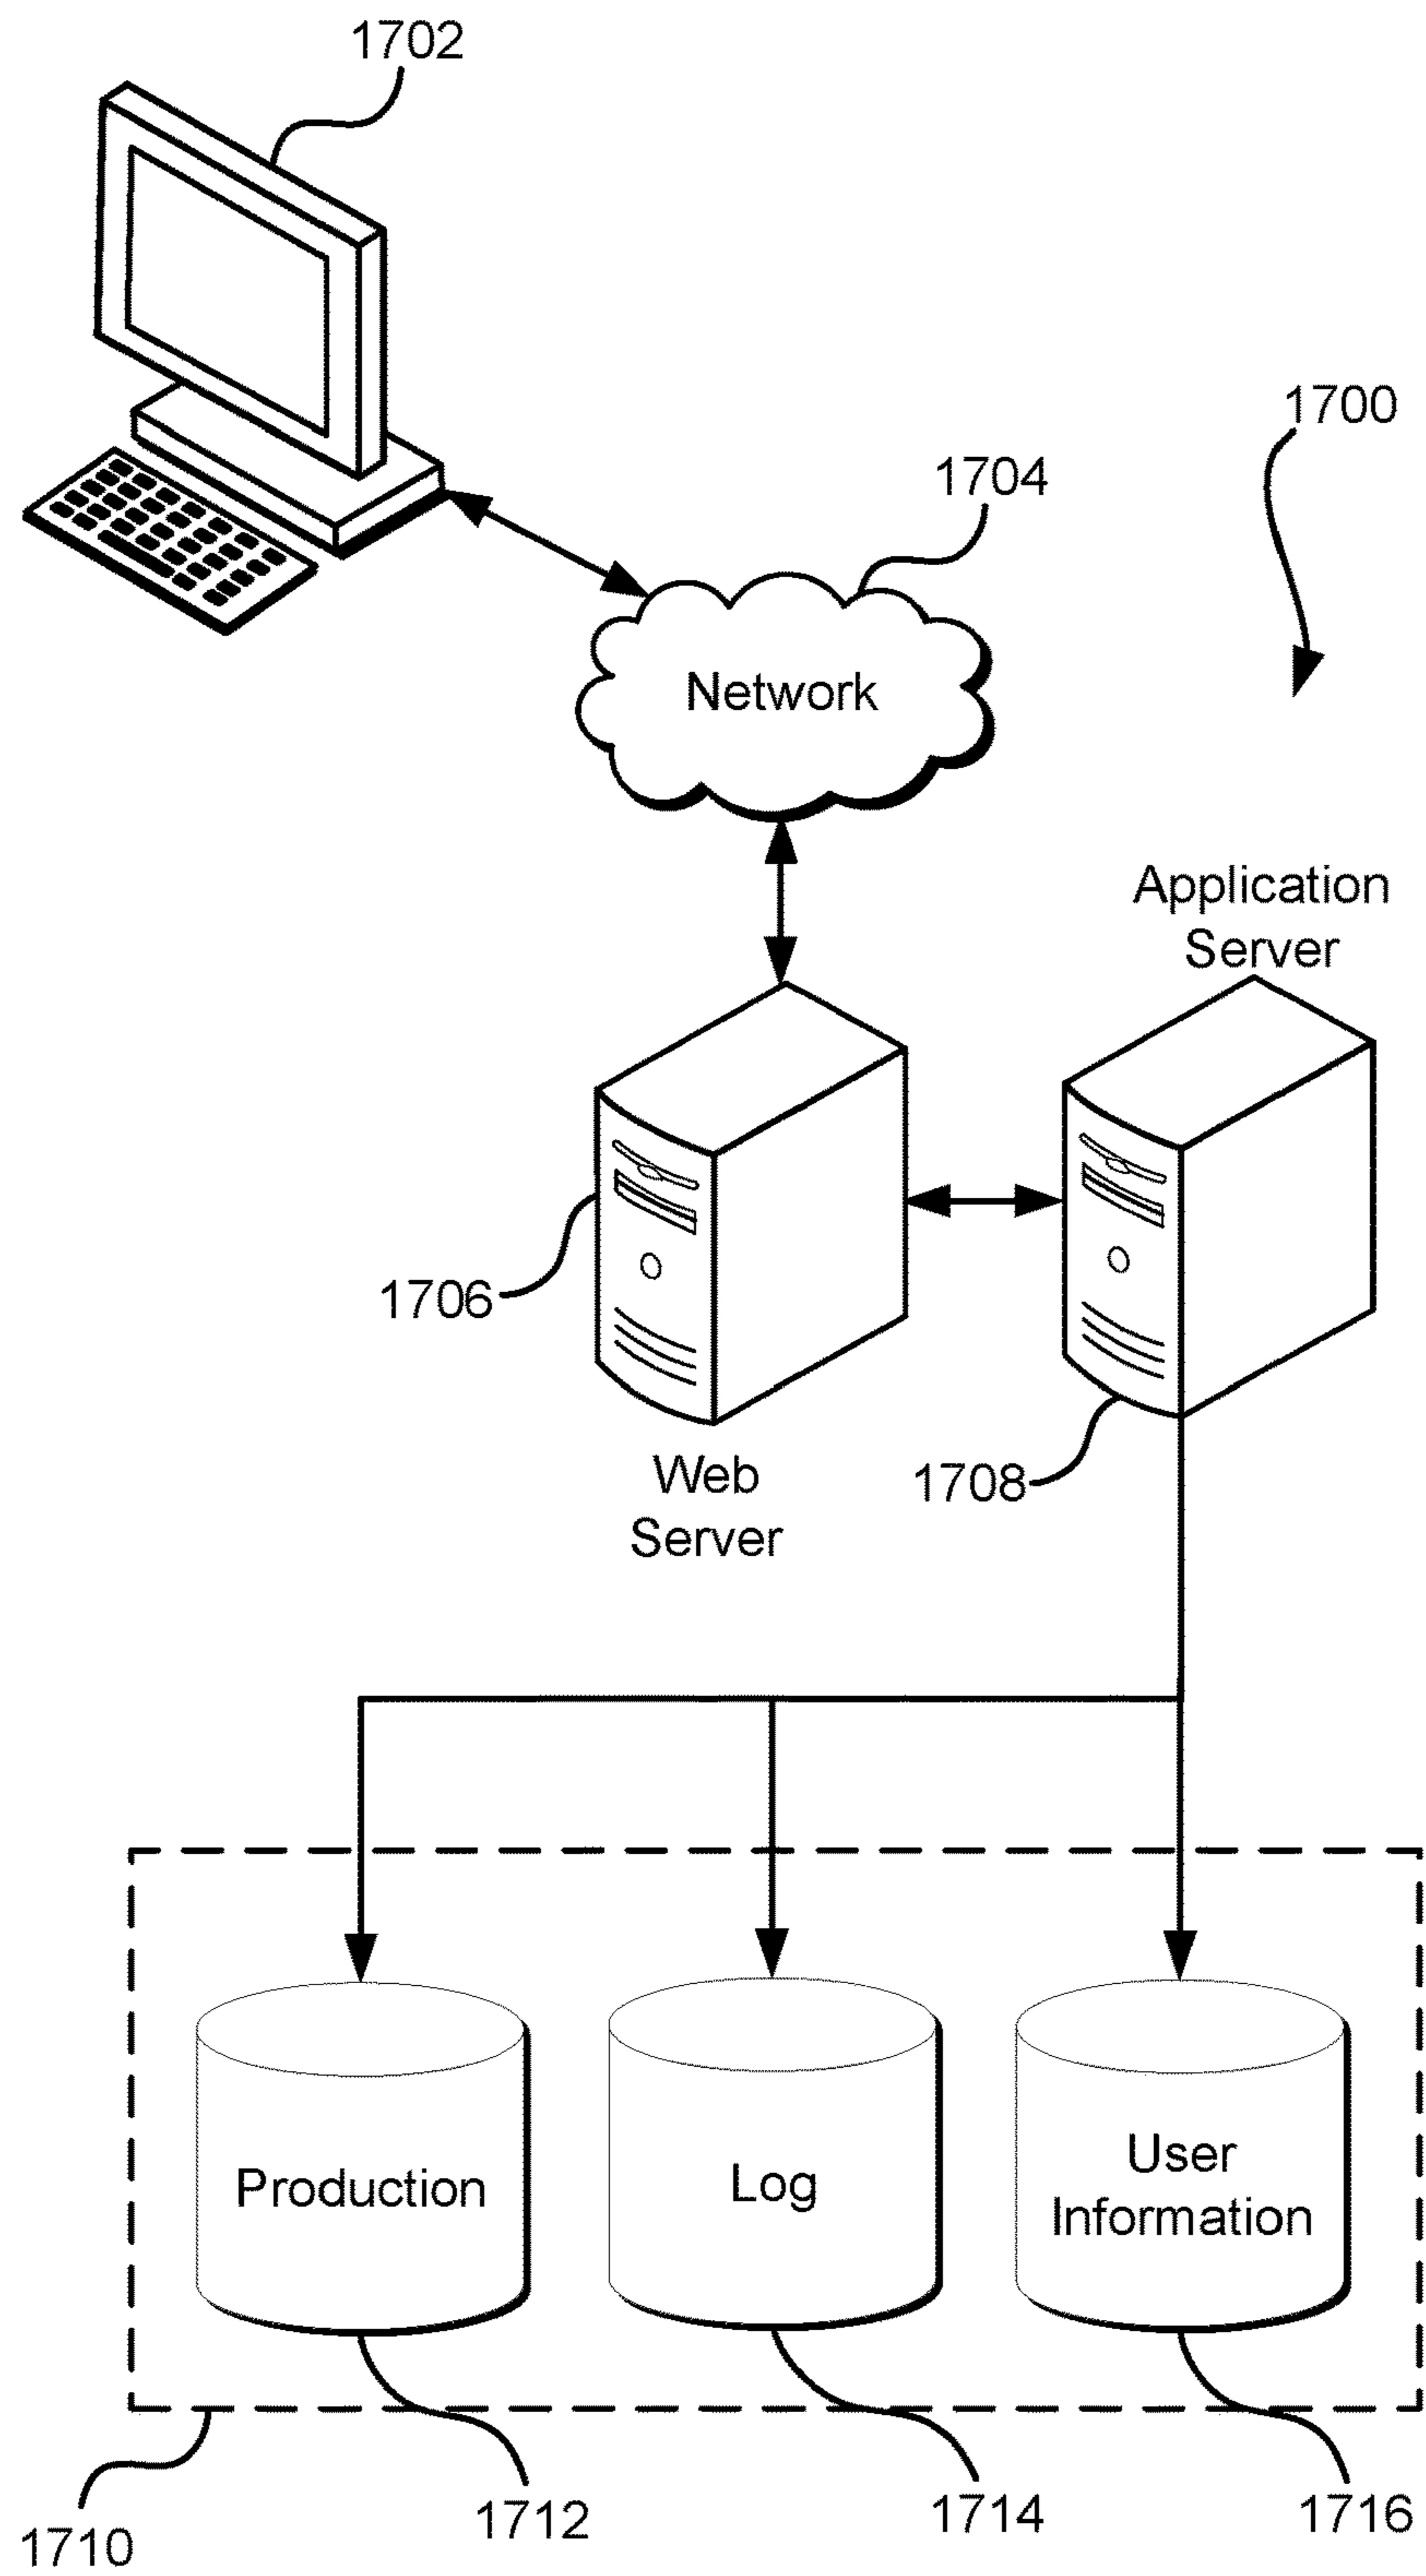 1702
1700
1704
Network
Application
Server
1706
Web
Server
1708
Production
Log
User
Information
1710
1712
1714
1716